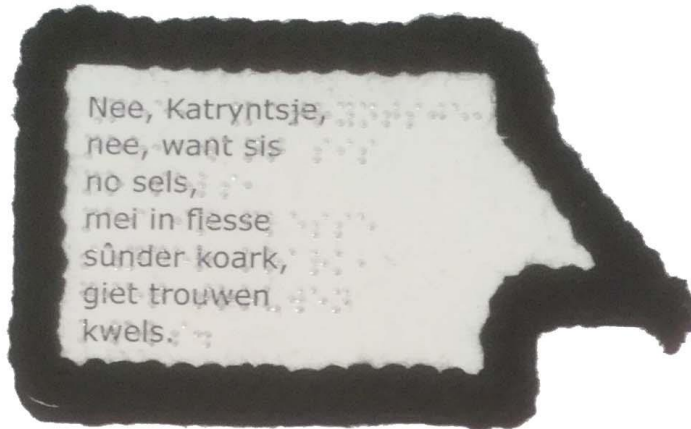 Nee, Katryntsje,
nee, want sis
no sels,
mei in flesse
sûnder koark,
giet trouwen
kwels.